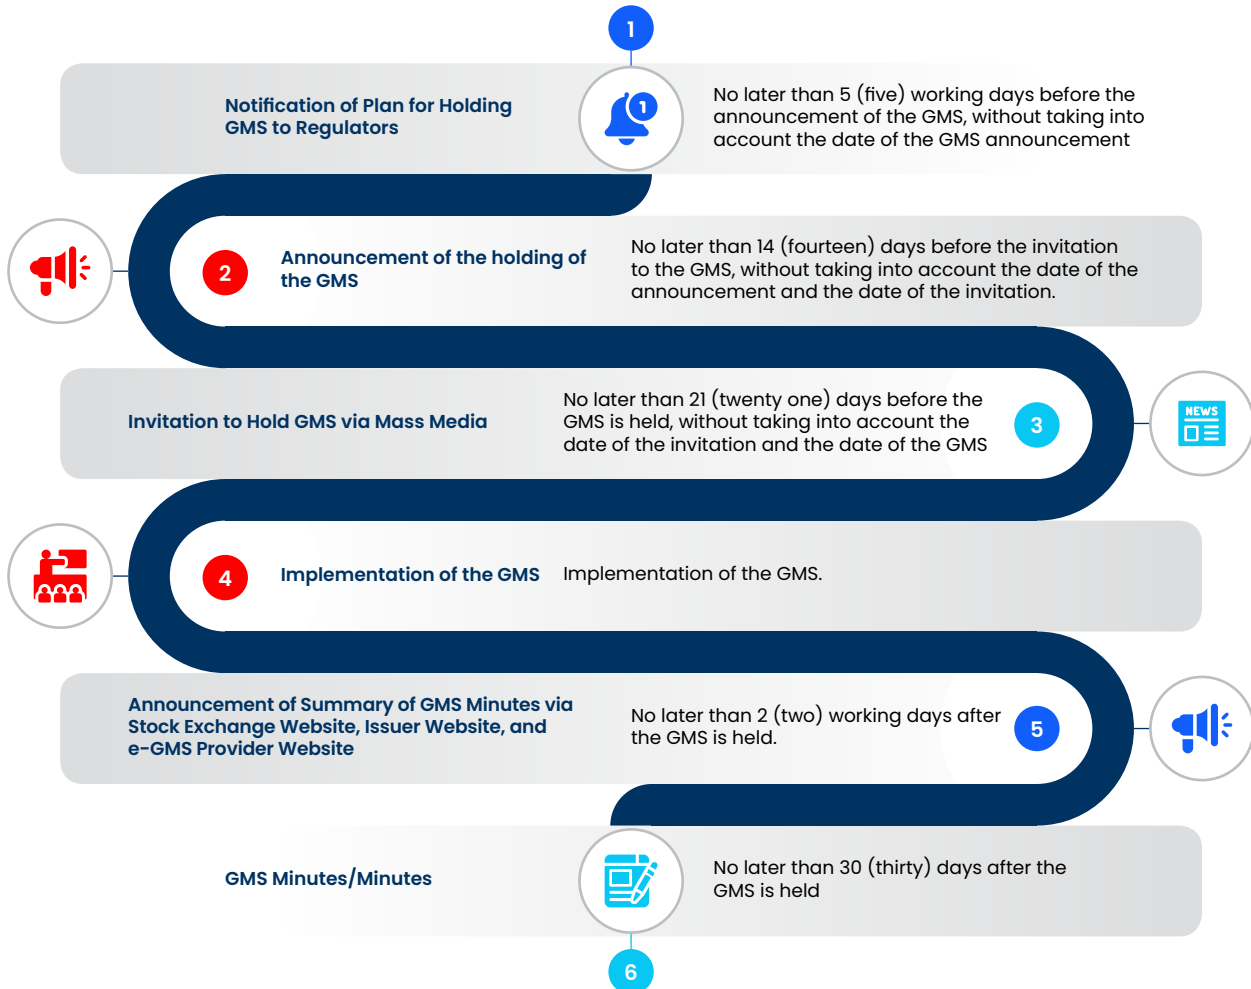 1
Notification of Plan for Holding
GMS to Regulators
1
No later than 5 (five) working days before the
announcement of the GMS, without taking into
account the date of the GMS announcement
2
Announcement of the holding of
the GMS
No later than 14 (fourteen) days before the invitation
to the GMS, without taking into account the date of the
announcement and the date of the invitation.
Invitation to Hold GMS via Mass Media
No later than 21 (twenty one) days before the
GMS is held, without taking into account the
date of the invitation and the date of the GMS
3
NEWS
4
Implementation of the GMS
Implementation of the GMS.
Announcement of Summary of GMS Minutes via
Stock Exchange Website, Issuer Website, and
e-GMS Provider Website
No later than 2 (two) working days after
the GMS is held.
5
GMS Minutes/Minutes
No later than 30 (thirty) days after the
GMS is held
6